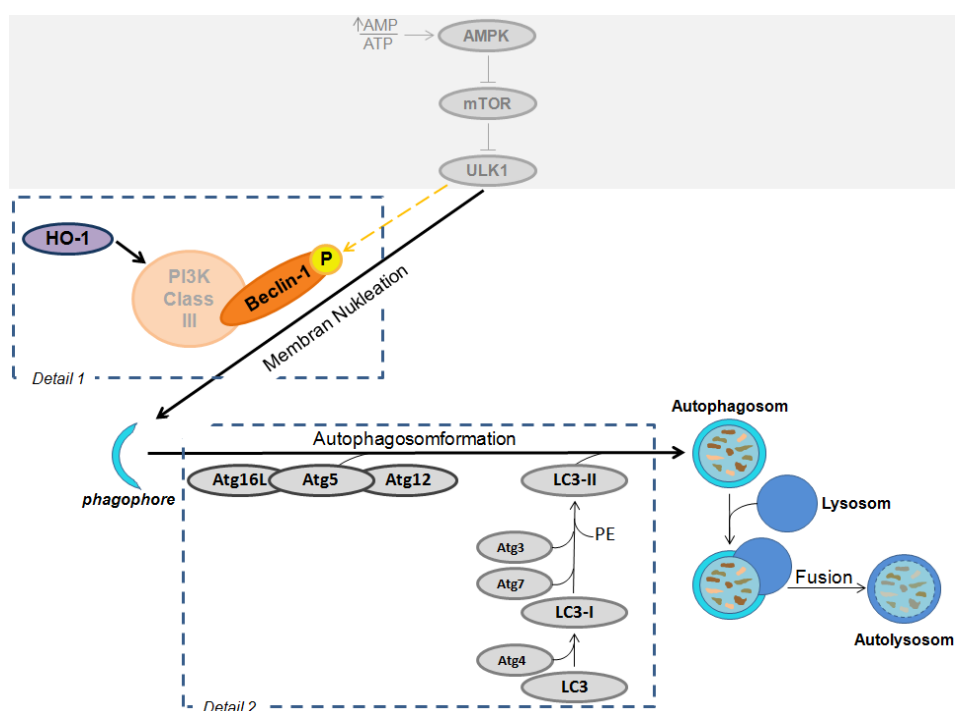 ↑AMP
ATP
AMPK
mTOR
ULK1
HO-1
PI3K
Class
III
Beclin-1
P
Membran Nukleation
Detail 1
phagophore
Autophagosomformation
Atg16L
Atg5
Atg12
LC3-II
PE
Atg3
Atg7
LC3-I
Atg4
LC3
Detail 2
Autophagosom
Lysosom
Fusion
Autolysosom